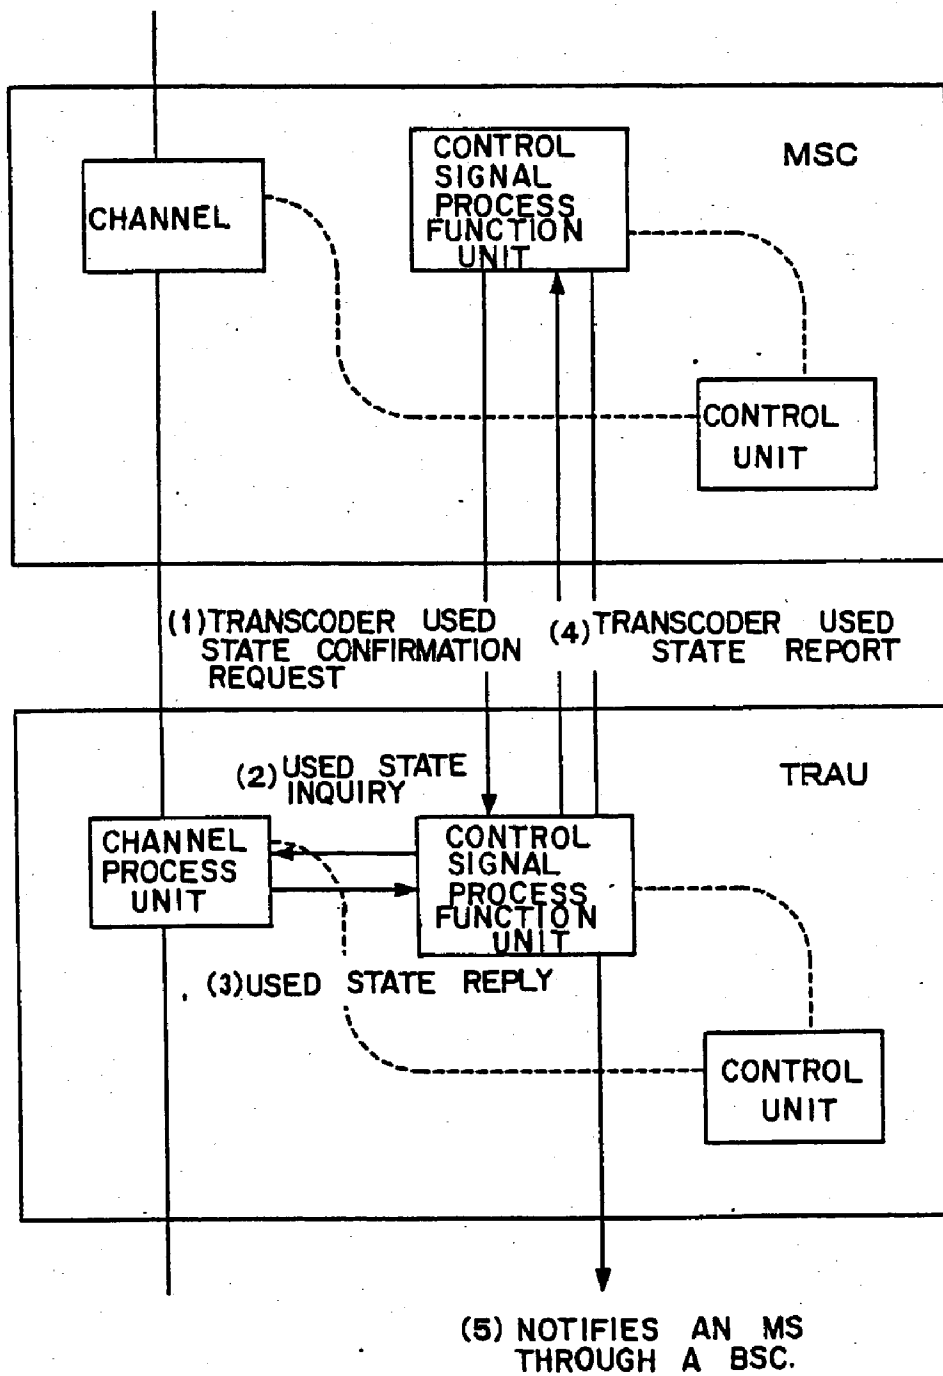 MSC
CHANNEL
CONTROL
SIGNAL
PROCESS
FUNCTION
UNIT
CONTROL
UNIT
(1) TRANSCODER USED
STATE CONFIRMATION
REQUEST
(4) TRANSCODER USED
STATE REPORT
TRAU
(2) USED STATE
INQUIRY
CHANNEL
PROCESS
UNIT
CONTROL
SIGNAL
PROCESS
FUNCTION
UNIT
(3) USED STATE REPLY
CONTROL
UNIT
(5) NOTIFIES AN MS
THROUGH A BSC.